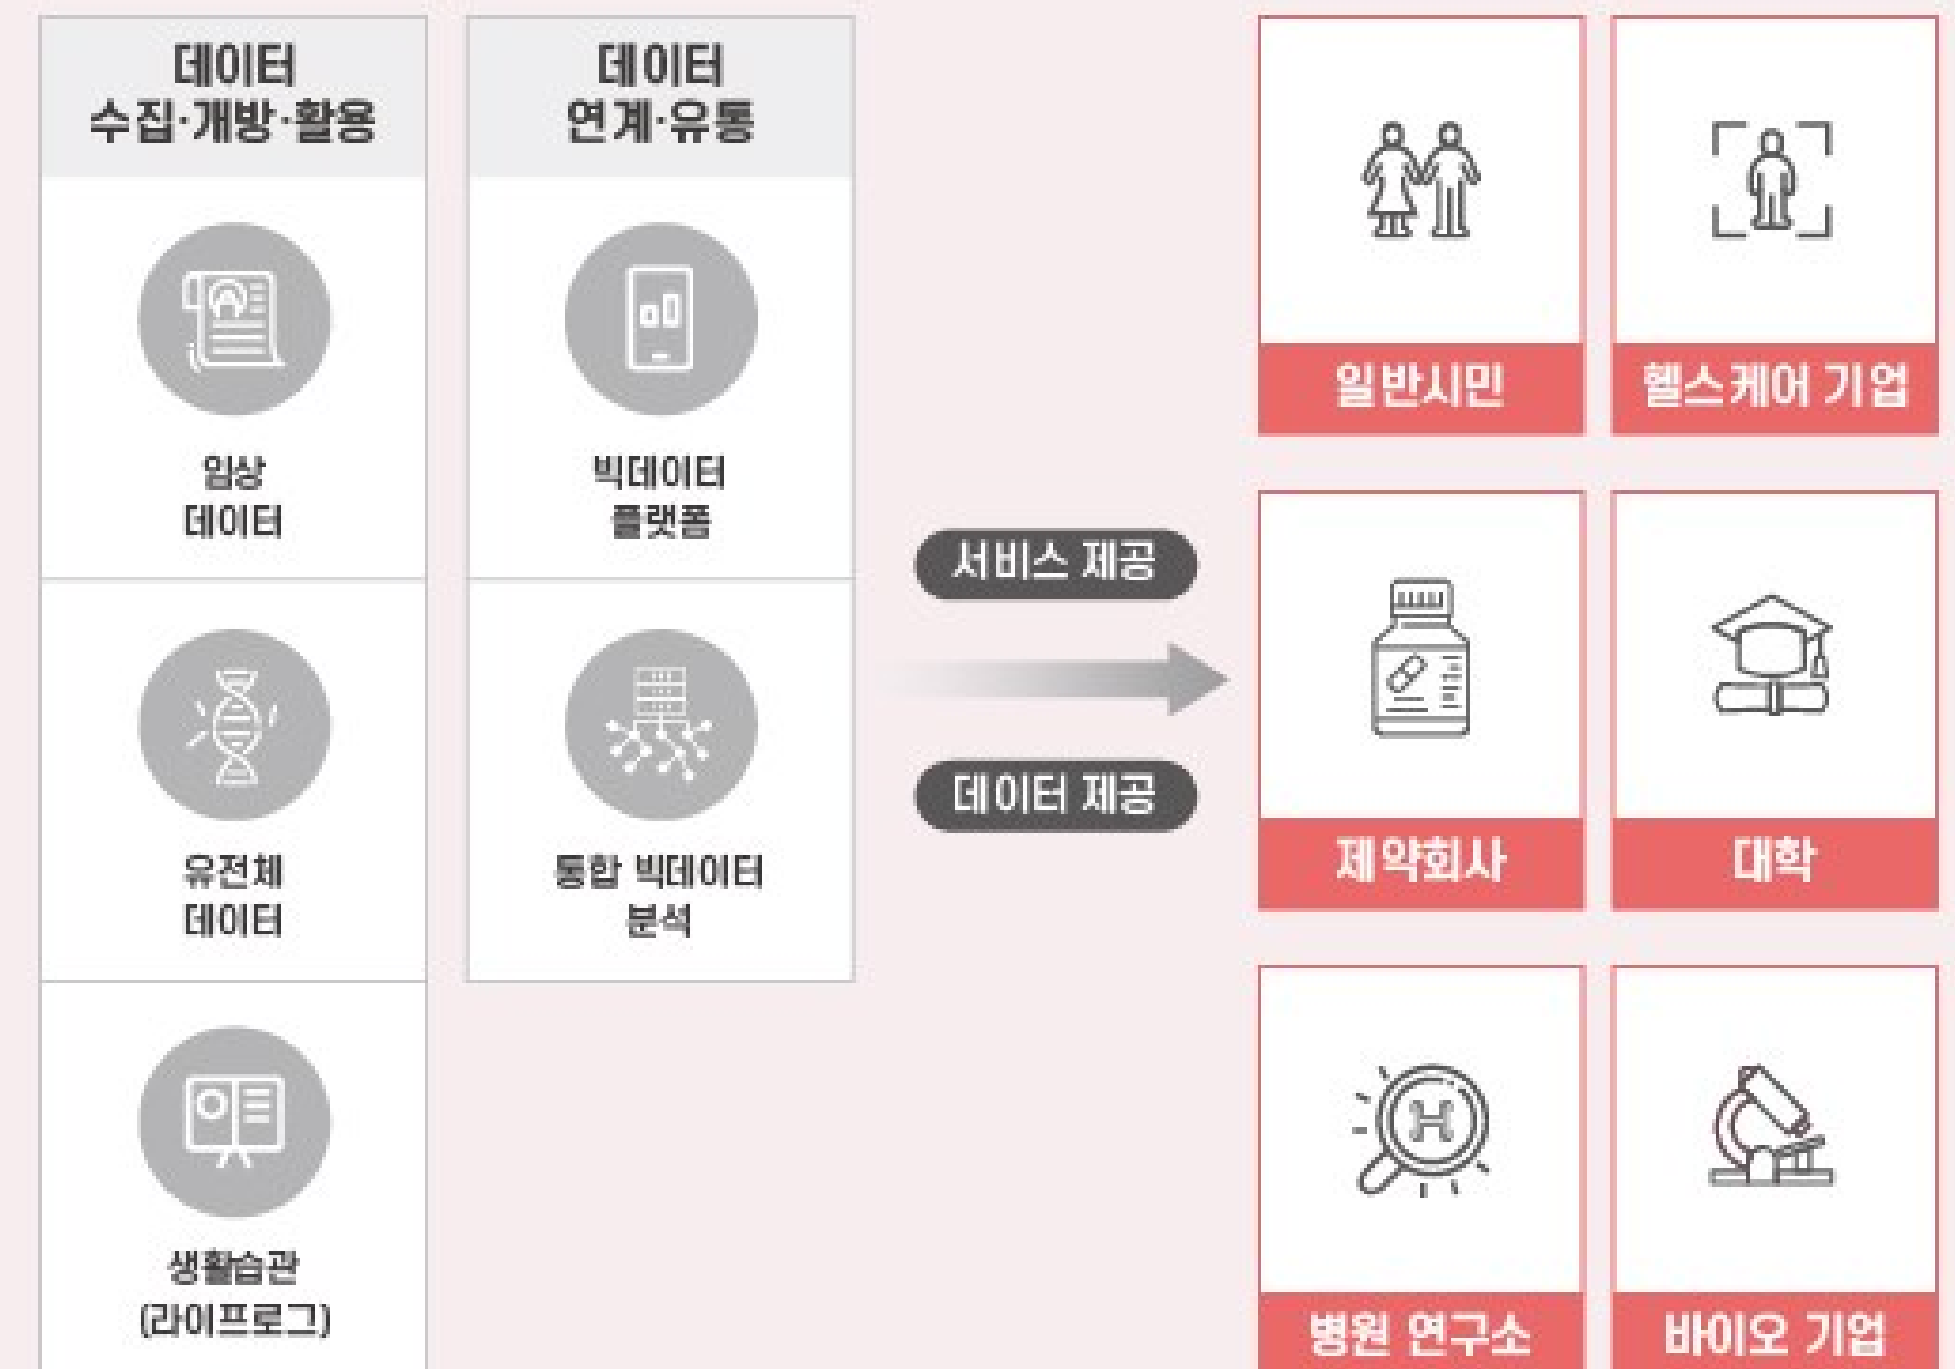 데이터
수집·개방·활용
임상
데이터
유전체
데이터
생활습관
(라이프로그)
데이터
연계·유통
빅데이터
플랫폼
통합 빅데이터
분석
서비스 제공
데이터 제공
일반시민
헬스케어 기업
제약회사
대학
병원 연구소
바이오 기업